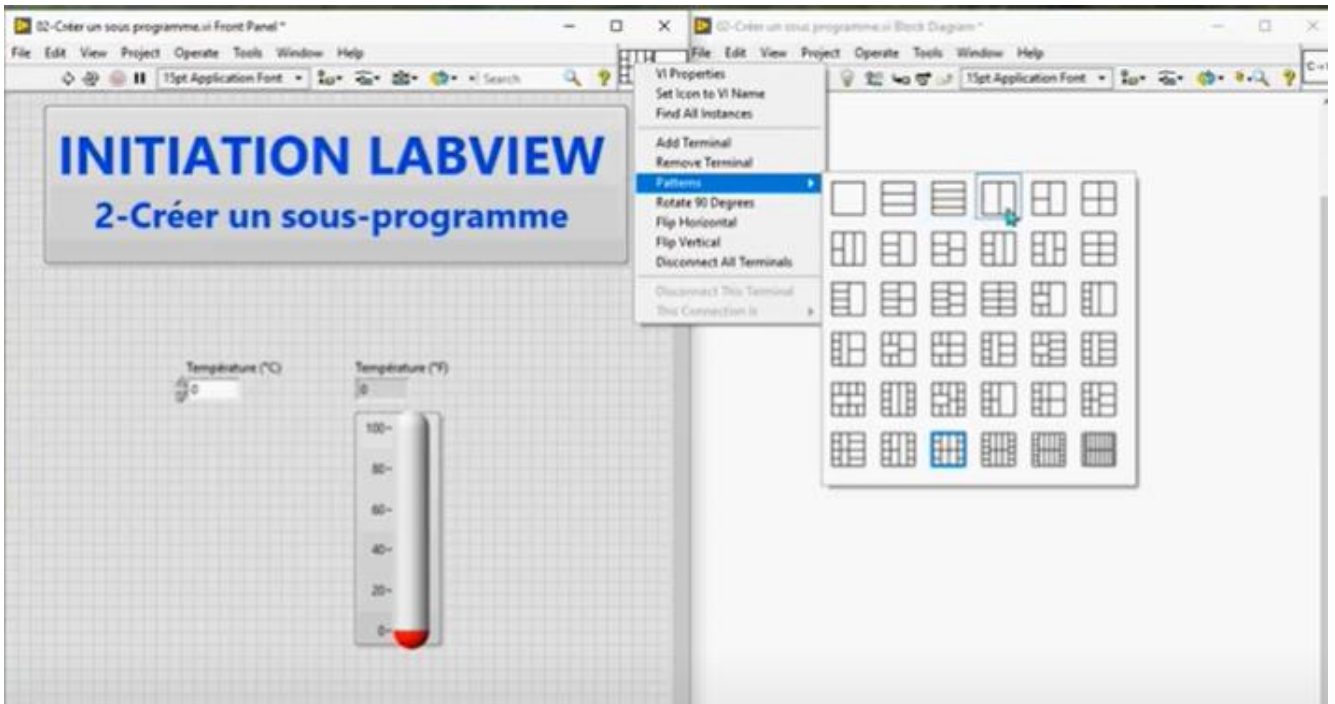 02-Créer un sous programme.vi Front Panel *
File Edit View Project Operate Tools Window Help
15pt Application Font
Search
INITIATION LABVIEW
2-Créer un sous-programme
Température (°C)
0
Température (°F)
0
100
80
60
40
20
0
02-Créer un sous programme.vi Block Diagram *
File Edit View Project Operate Tools Window Help
15pt Application Font
VI Properties
Set Icon to VI Name
Find All Instances
Add Terminal
Remove Terminal
Patterns
Rotate 90 Degrees
Flip Horizontal
Flip Vertical
Disconnect All Terminals
Disconnect This Terminal
This Connection Is